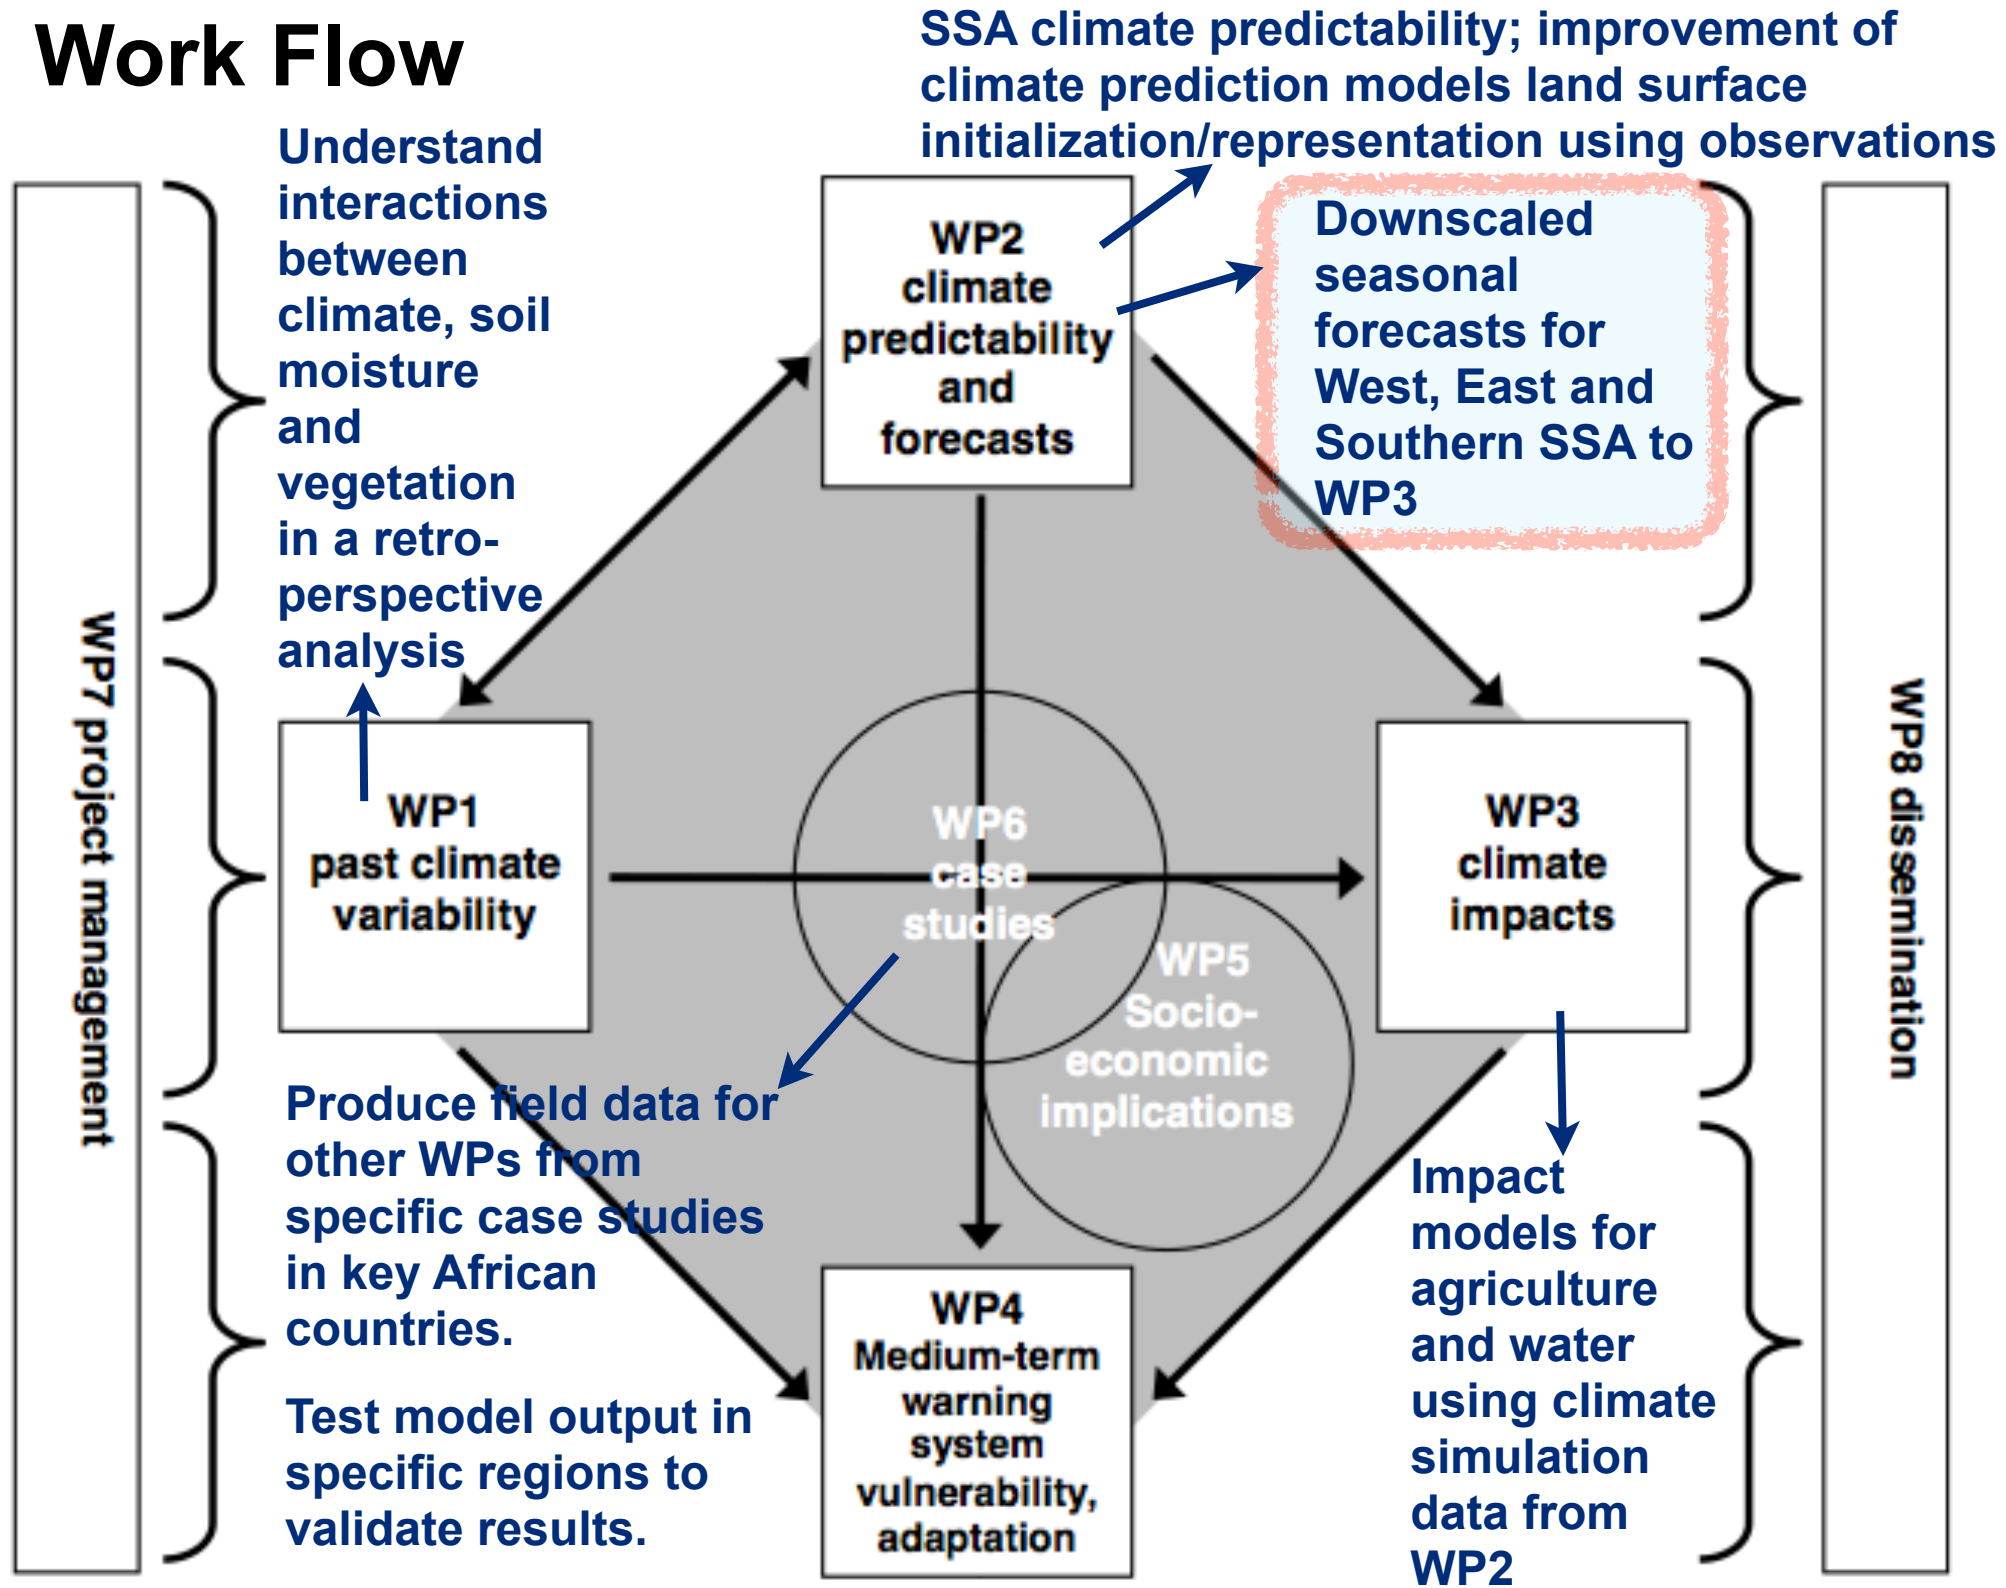 Work Flow
SSA climate predictability; improvement of
climate prediction models land surface
initialization/representation using observations
Understand
interactions
between
climate, soil
moisture
and
vegetation
in a retro-
perspective
analysis
WP2
climate
predictability
and
forecasts
Downscaled
seasonal
forecasts for
West, East and
Southern SSA to
WP3
WP7 project management
WP1
past climate
variability
WP6
case
studies
WP5
Socio-
economic
implications
WP3
climate
impacts
WP8 dissemination
Produce field data for
other WPs from
specific case studies
in key African
countries.
Test model output in
specific regions to
validate results.
WP4
Medium-term
warning
system
vulnerability,
adaptation
Impact
models for
agriculture
and water
using climate
simulation
data from
WP2